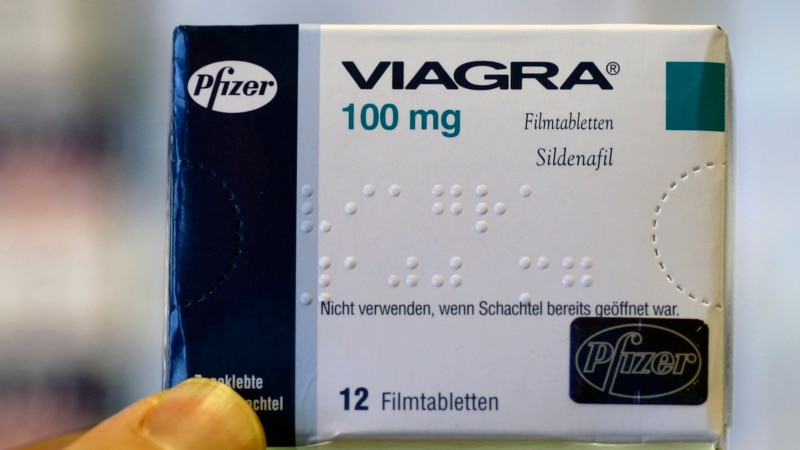 Pfizer
VIAGRA®
100 mg
Filmtabletten
Sildenafil
Nicht verwenden, wenn Schachtel bereits geöffnet war.
Pfizer
12 Filmtabletten